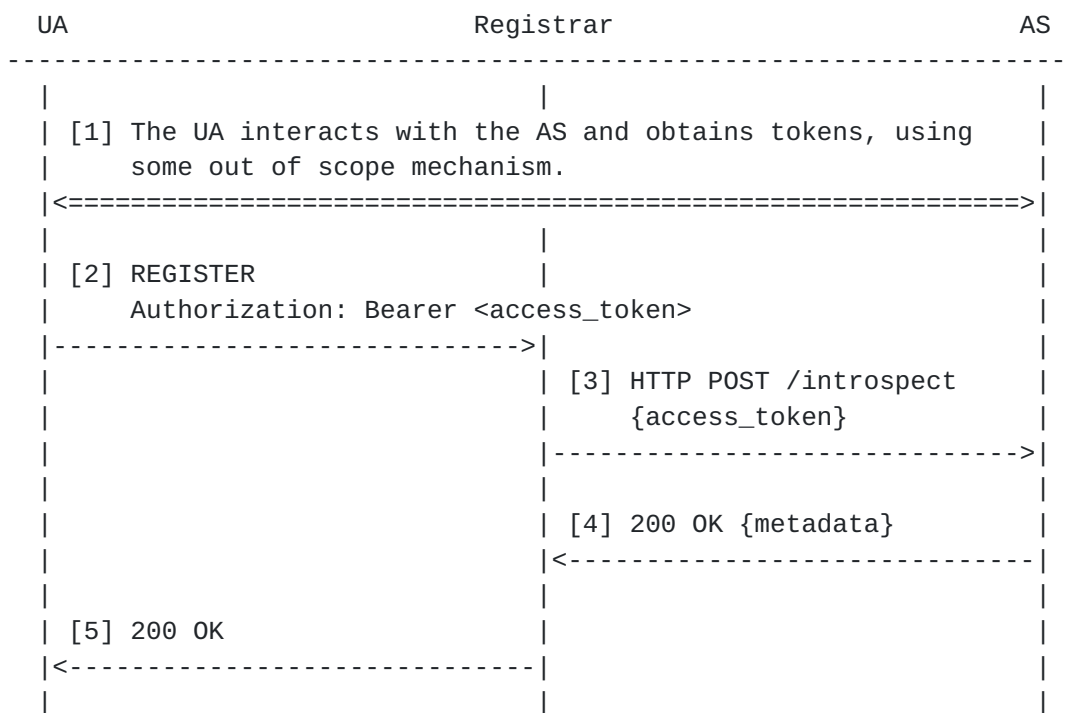 UA Registrar AS
---------------------------------------------------------------------
| | |
| [1] The UA interacts with the AS and obtains tokens, using |
| some out of scope mechanism. |
|<=============================================================>|
| | |
| [2] REGISTER | |
| Authorization: Bearer <access_token> |
|------------------------------>| |
| | [3] HTTP POST /introspect |
| | {access_token} |
| |------------------------------>|
| | |
| | [4] 200 OK {metadata} |
| |<------------------------------|
| | |
| [5] 200 OK | |
|<------------------------------| |
| | |